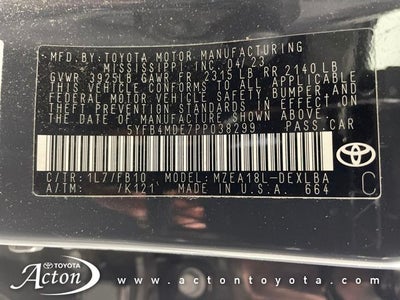 MFD.BY:TOYOTA MOTOR MANUFACTURING
MISSISSIPPI INC. 04/23
GVWR 3925LB GAWR FR 2315 LB RR 2140 LB
THIS VEHICLE CONFORMS TO ALL APPLICABLE
FEDERAL MOTOR VEHICLE SAFETY, BUMPER, AND
THEFT PREVENTION STANDARDS IN EFFECT ON
THE DATE OF MANUFACTURE SHOWN ABOVE.
5YFB4MDE7PP038299 PASS.CAR
C/TR: 1L7/FB10 MODEL: MZEA18L-DEXLBA
A/TM: /K121 MADE IN U.S.A. 664
C
TOYOTA
Acton
www.actontoyota.com